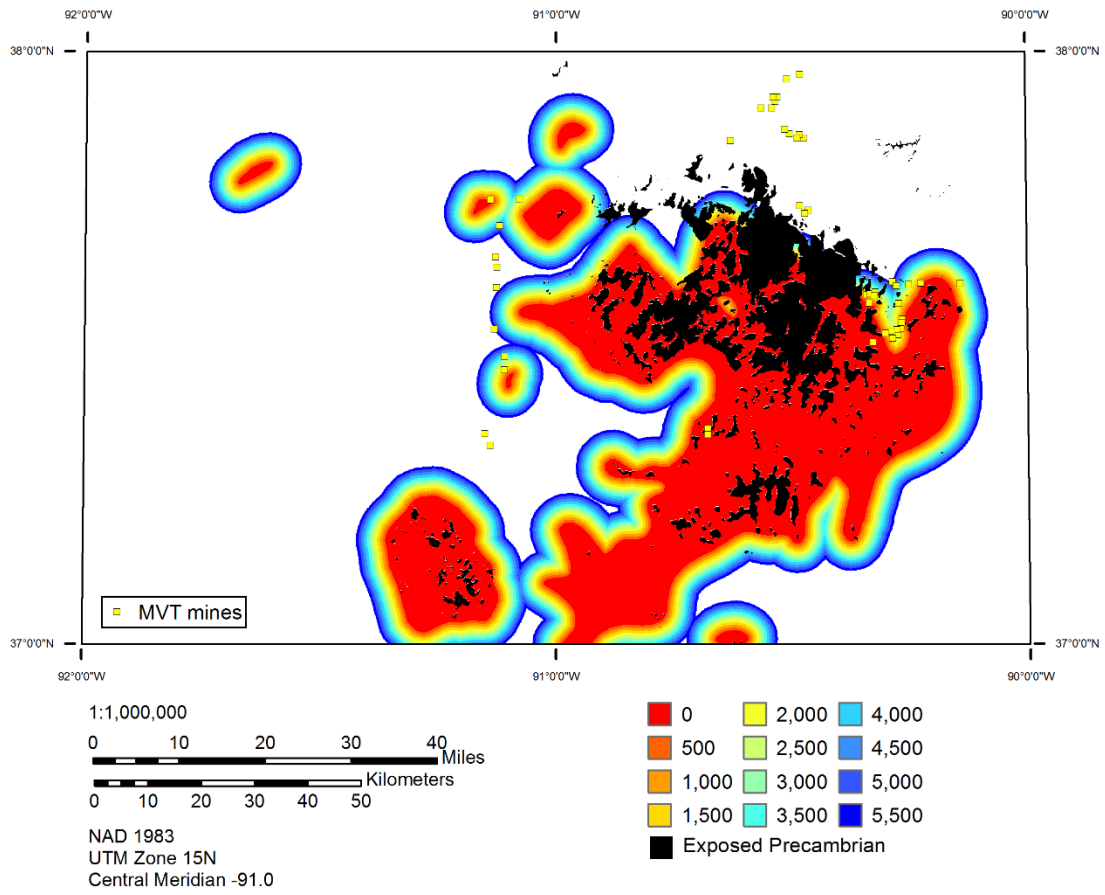 92°0'0"W
91°0'0"W
90°0'0"W
38°0'0"N
38°0'0"N
MVT mines
37°0'0"N
37°0'0"N
92°0'0"W
91°0'0"W
90°0'0"W
1:1,000,000
0 10 20 30 40
Miles
Kilometers
0 10 20 30 40 50
NAD 1983
UTM Zone 15N
Central Meridian -91.0
0 2,000 4,000
500 2,500 4,500
1,000 3,000 5,000
1,500 3,500 5,500
Exposed Precambrian